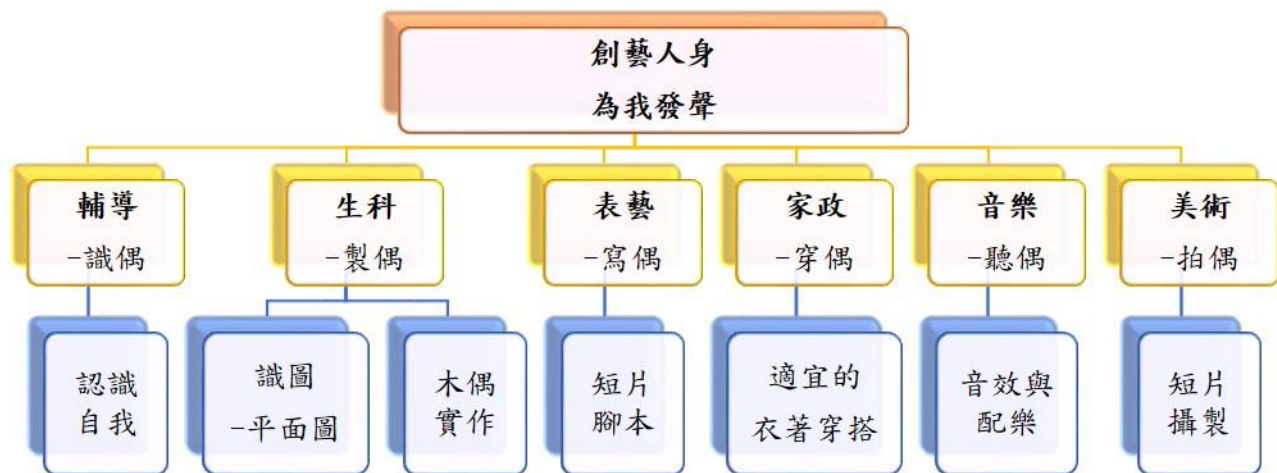 創藝人身
為我發聲
輔導
-識偶
生科
-製偶
表藝
-寫偶
家政
-穿偶
音樂
-聽偶
美術
-拍偶
認識
自我
識圖
-平面圖
木偶
實作
短片
腳本
適宜的
衣著穿搭
音效與
配樂
短片
攝製